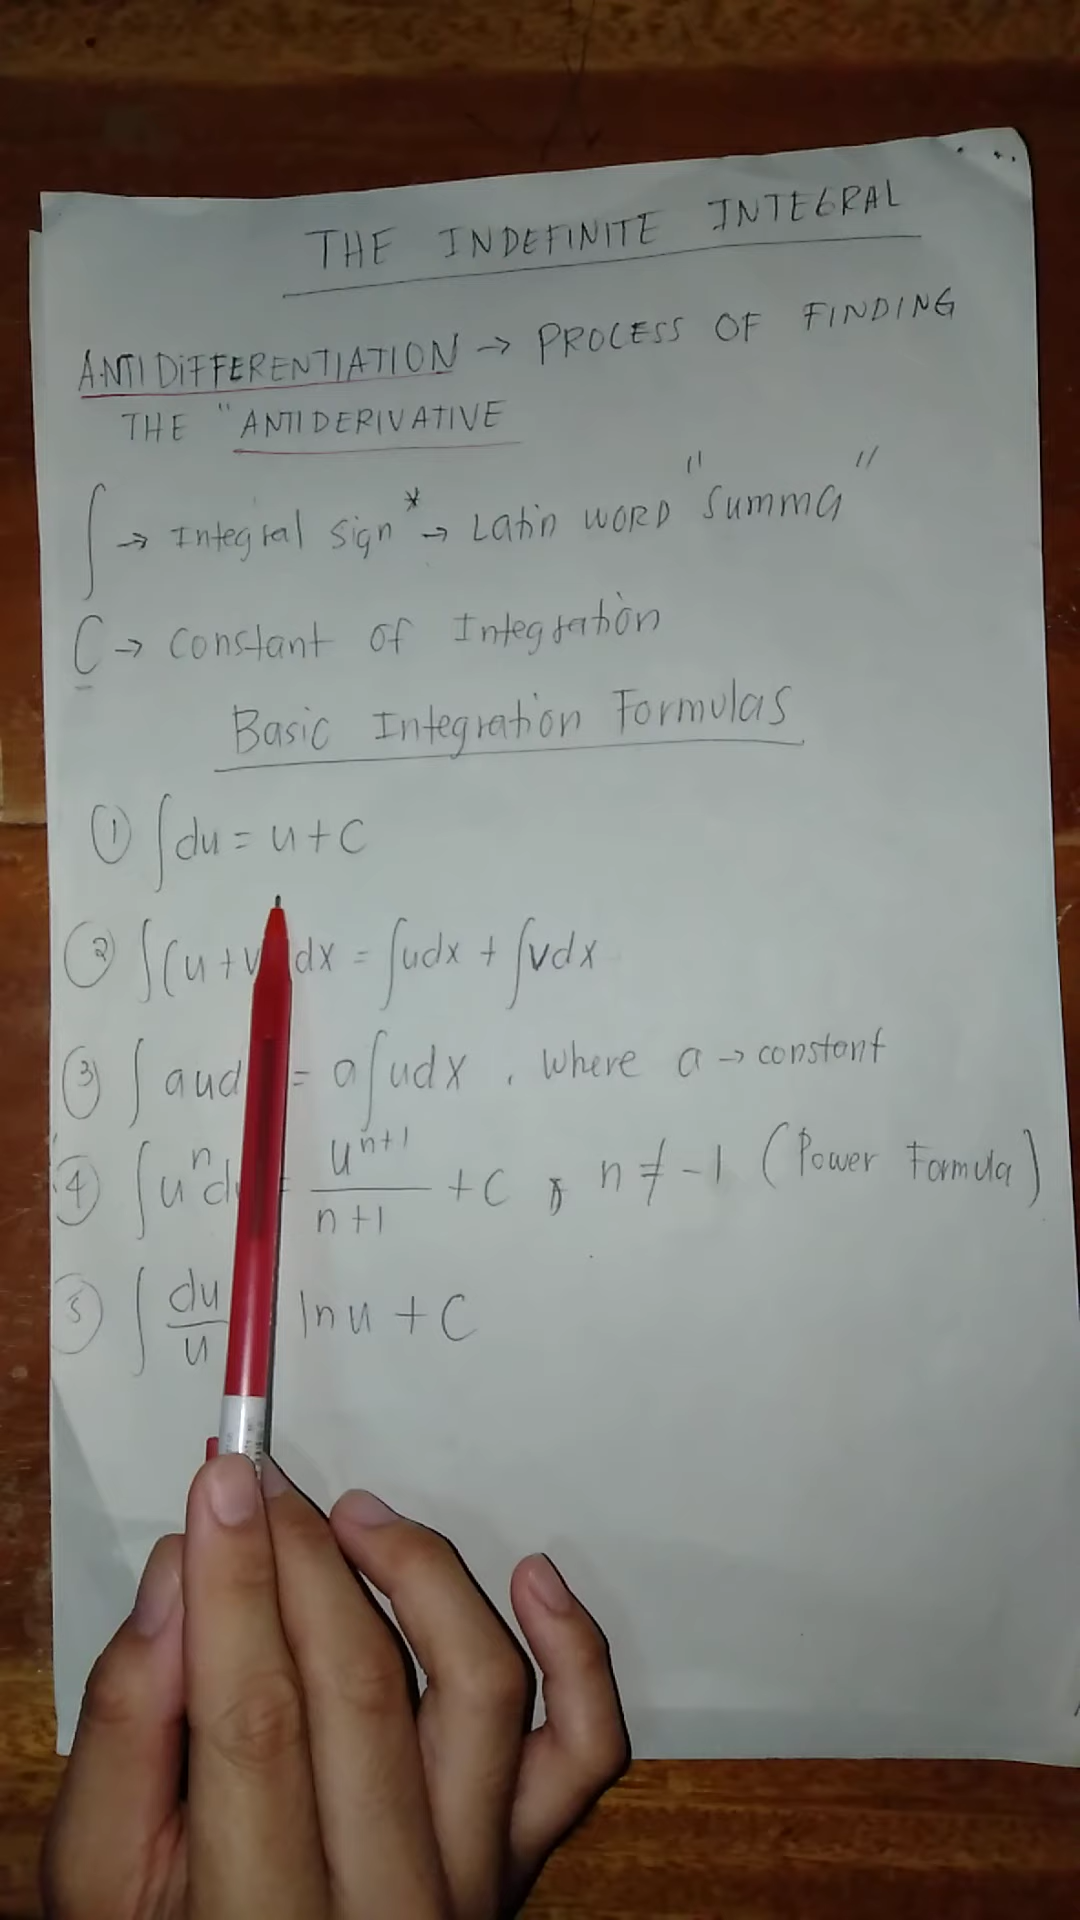 THE INDEFINITE INTEGRAL
ANTIDIFFERENTIATION → PROCESS OF FINDING
THE "ANTIDERIVATIVE
∫ → Integral sign * → Latin WORD "summa"
C → constant of Integration
Basic Integration Formulas
① ∫du = u + C
② ∫(u + v dx = ∫udx + ∫vdx
③ ∫ aud = a∫udx , where a → constant
④ ∫uⁿd = uⁿ⁺¹/n+1 + C , n ≠ -1 (Power Formula)
⑤ ∫ du/u ln u + C